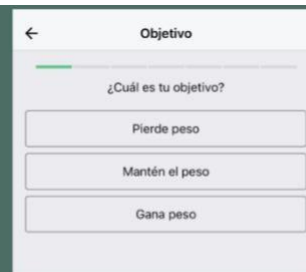 Objetivo
¿Cuál es tu objetivo?
Pierde peso
Mantén el peso
Gana peso